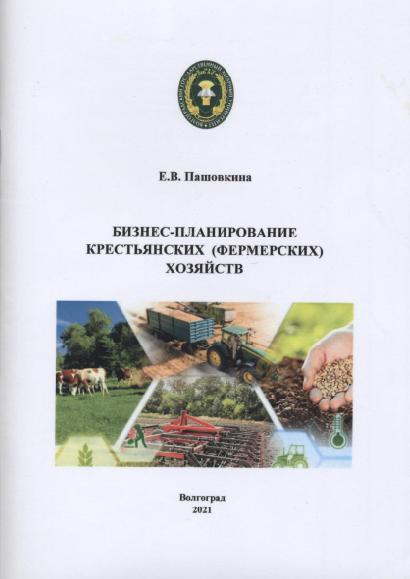 Е.В. Пашовкина
БИЗНЕС-ПЛАНИРОВАНИЕ
КРЕСТЬЯНСКИХ (ФЕРМЕРСКИХ)
ХОЗЯЙСТВ
Волгоград
2021